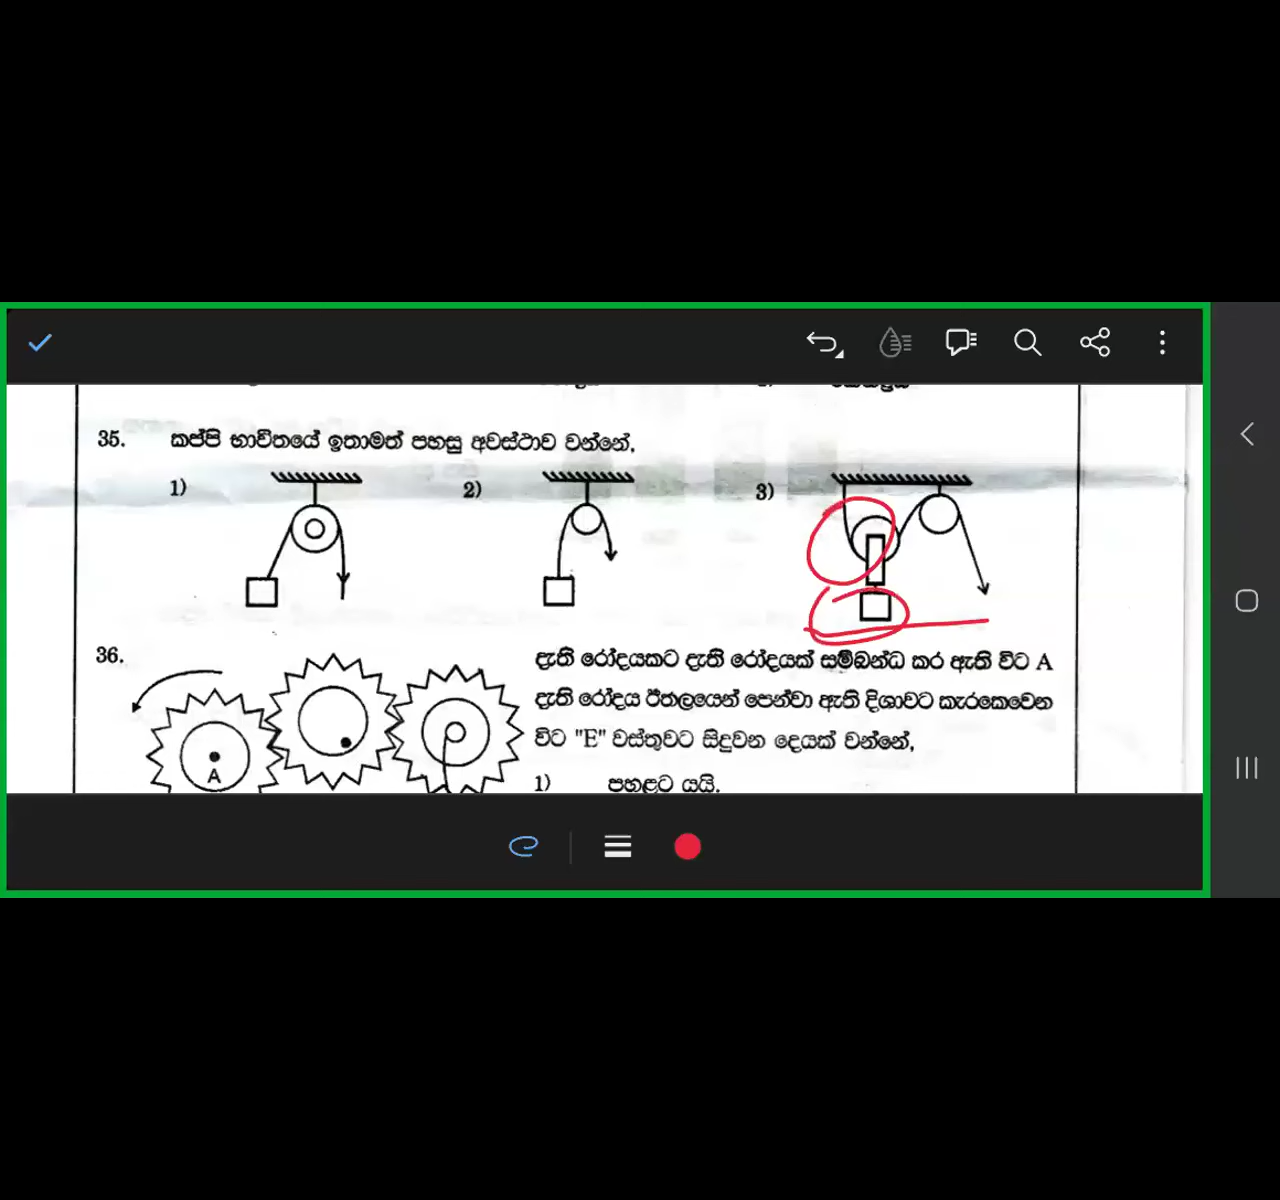 35. කප්පි භාවිතයේ ඉතාමත් පහසු අවස්ථාව වන්නේ,
1) 2) 3)
36. දැති රෝදයකට දැති රෝදයක් සම්බන්ධ කර ඇති විට A
දැති රෝදය ඊතලයෙන් පෙන්වා ඇති දිශාවට කැරකෙවෙන
විට "E" වස්තුවට සිදුවන දෙයක් වන්නේ,
A
1) පහළට යයි.